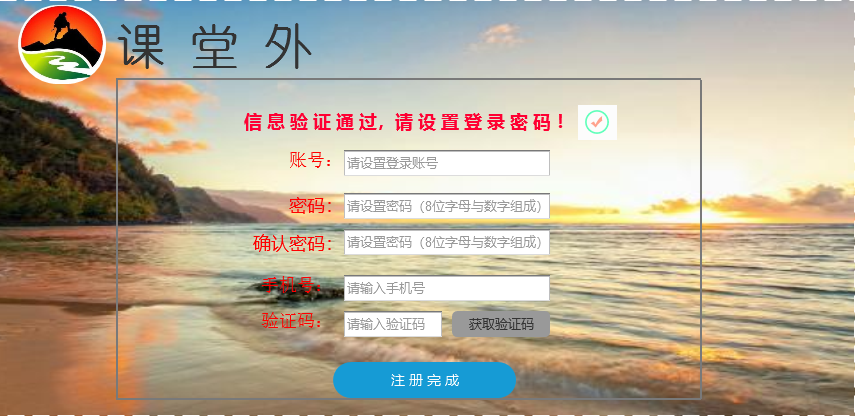 课堂外
信息验证通过, 请设置登录密码！
账号： 请设置登录账号
密码： 请设置密码（8位字母与数字组成）
确认密码： 请设置密码（8位字母与数字组成）
手机号： 请输入手机号
验证码： 请输入验证码 获取验证码
注册完成